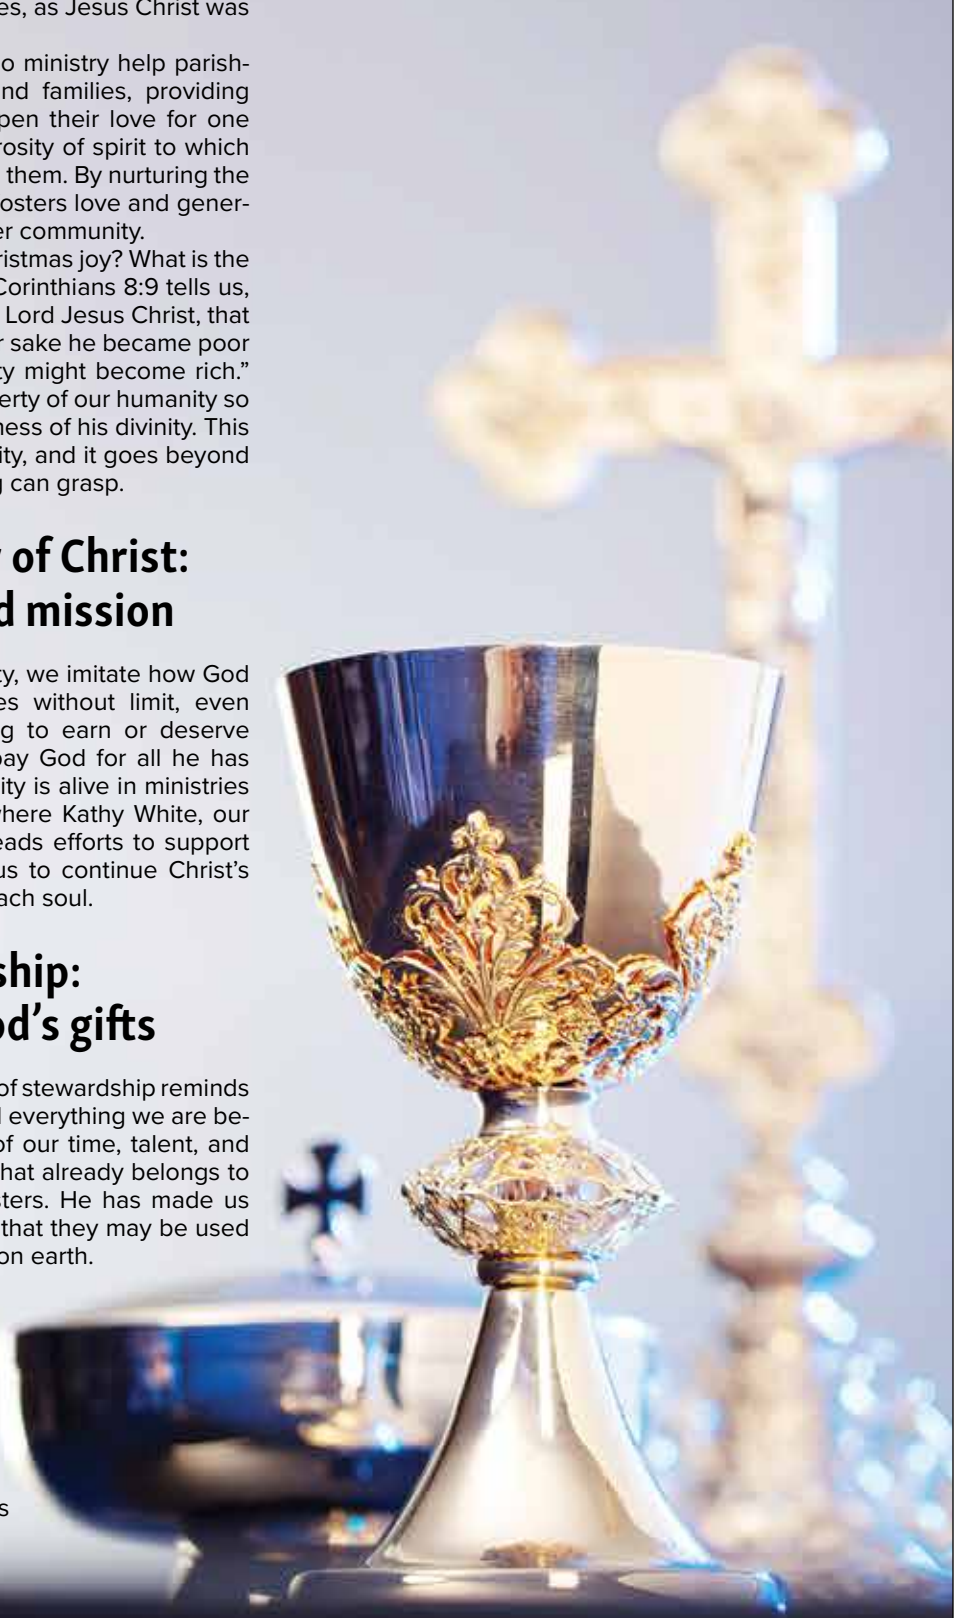 es, as Jesus Christ was
o ministry help parish-
nd families, providing
pen their love for one
rosity of spirit to which
them. By nurturing the
osters love and gener-
er community.
ristmas joy? What is the
Corinthians 8:9 tells us,
Lord Jesus Christ, that
r sake he became poor
ty might become rich.”
erty of our humanity so
ness of his divinity. This
ity, and it goes beyond
g can grasp.
of Christ:
d mission
ty, we imitate how God
es without limit, even
g to earn or deserve
pay God for all he has
ity is alive in ministries
where Kathy White, our
eads efforts to support
us to continue Christ’s
ach soul.
ship:
od’s gifts
of stewardship reminds
d everything we are be-
of our time, talent, and
hat already belongs to
sters. He has made us
that they may be used
on earth.
s